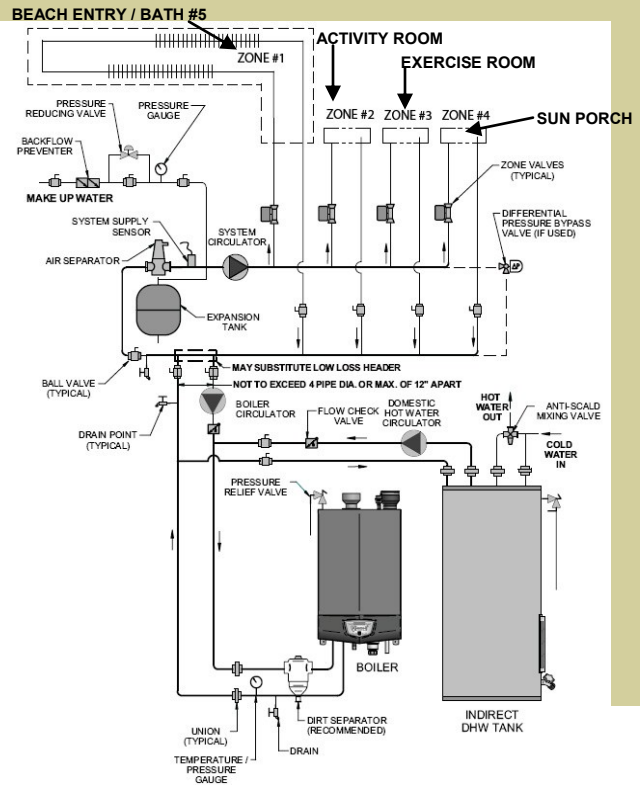 BEACH ENTRY / BATH #5
ZONE #1
ACTIVITY ROOM
EXERCISE ROOM
ZONE #2
ZONE #3
ZONE #4
SUN PORCH
PRESSURE
REDUCING VALVE
PRESSURE
GAUGE
BACKFLOW
PREVENTER
MAKE UP WATER
ZONE VALVES
(TYPICAL)
SYSTEM SUPPLY
SENSOR
SYSTEM
CIRCULATOR
DIFFERENTIAL
PRESSURE BYPASS
VALVE (IF USED)
ΔP
AIR SEPARATOR
EXPANSION
TANK
BALL VALVE
(TYPICAL)
MAY SUBSTITUTE LOW LOSS HEADER
NOT TO EXCEED 4 PIPE DIA. OR MAX. OF 12" APART
BOILER
CIRCULATOR
FLOW CHECK
VALVE
DOMESTIC
HOT WATER
CIRCULATOR
HOT
WATER
OUT
ANTI-SCALD
MIXING VALVE
COLD
WATER
IN
DRAIN POINT
(TYPICAL)
PRESSURE
RELIEF VALVE
BOILER
INDIRECT
DHW TANK
UNION
(TYPICAL)
DIRT SEPARATOR
(RECOMMENDED)
DRAIN
TEMPERATURE /
PRESSURE
GAUGE